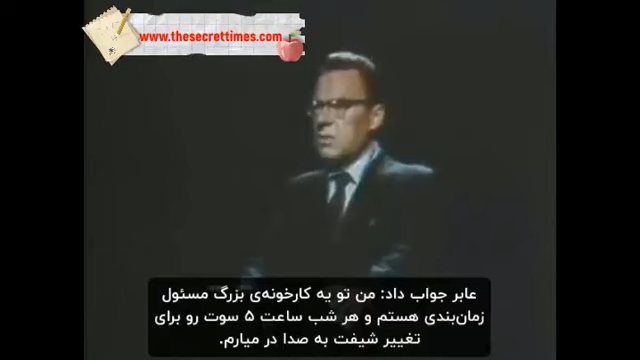 www.thesecrettimes.com
عابر جواب داد: من تو یه کارخونه‌ی بزرگ مسئول
زمان‌بندی هستم و هر شب ساعت ۵ سوت رو برای
تغییر شیفت به صدا در میارم.